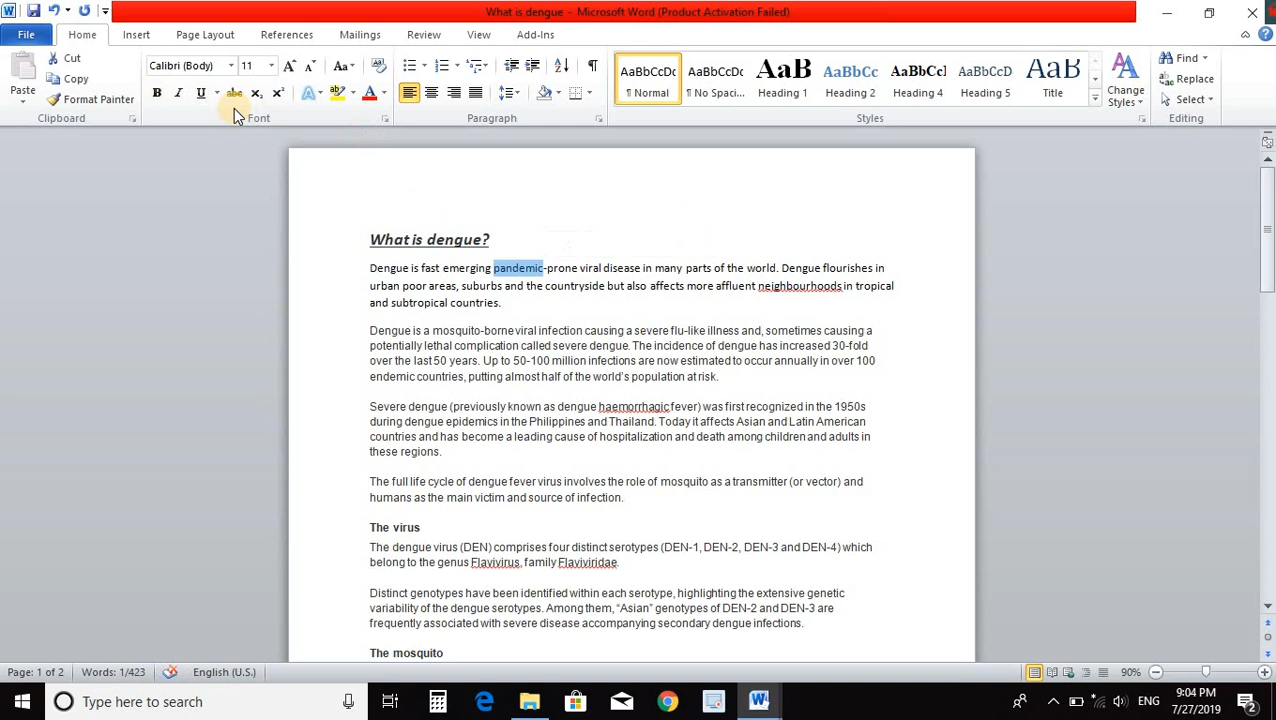 What is dengue - Microsoft Word (Product Activation Failed)
File Home Insert Page Layout References Mailings Review View Add-Ins
Paste
Cut
Copy
Format Painter
Clipboard
Calibri (Body) 11
Font
Paragraph
AaBbCcDc AaBbCcDc AaBbC AaBbCc AaBbCcI AaBbCcDc AaBb
¶ Normal ¶ No Spaci... Heading 1 Heading 2 Heading 4 Heading 5 Title
Change Styles
Styles
Find
Replace
Select
Editing
What is dengue?
Dengue is fast emerging pandemic-prone viral disease in many parts of the world. Dengue flourishes in
urban poor areas, suburbs and the countryside but also affects more affluent neighbourhoods in tropical
and subtropical countries.
Dengue is a mosquito-borne viral infection causing a severe flu-like illness and, sometimes causing a
potentially lethal complication called severe dengue. The incidence of dengue has increased 30-fold
over the last 50 years. Up to 50-100 million infections are now estimated to occur annually in over 100
endemic countries, putting almost half of the world's population at risk.
Severe dengue (previously known as dengue haemorrhagic fever) was first recognized in the 1950s
during dengue epidemics in the Philippines and Thailand. Today it affects Asian and Latin American
countries and has become a leading cause of hospitalization and death among children and adults in
these regions.
The full life cycle of dengue fever virus involves the role of mosquito as a transmitter (or vector) and
humans as the main victim and source of infection.
The virus
The dengue virus (DEN) comprises four distinct serotypes (DEN-1, DEN-2, DEN-3 and DEN-4) which
belong to the genus Flavivirus, family Flaviviridae.
Distinct genotypes have been identified within each serotype, highlighting the extensive genetic
variability of the dengue serotypes. Among them, “Asian” genotypes of DEN-2 and DEN-3 are
frequently associated with severe disease accompanying secondary dengue infections.
The mosquito
Page: 1 of 2 Words: 1/423 English (U.S.) 90%
Type here to search
ENG
9:04 PM
7/27/2019
2